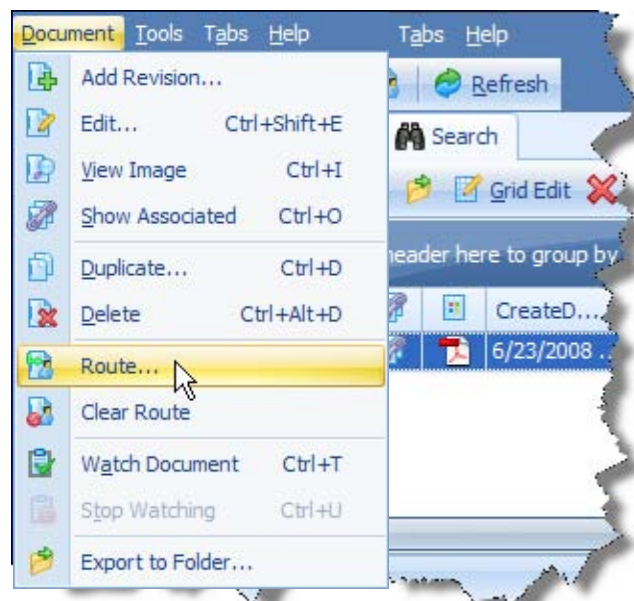 Document Tools Tabs Help Tabs Help
Add Revision...
Refresh
Edit... Ctrl+Shift+E
Search
View Image Ctrl+I
Grid Edit
Show Associated Ctrl+O
header here to group by
Duplicate... Ctrl+D
Delete Ctrl+Alt+D
CreateD...
6/23/2008 ..
Route...
Clear Route
Watch Document Ctrl+T
Stop Watching Ctrl+U
Export to Folder...